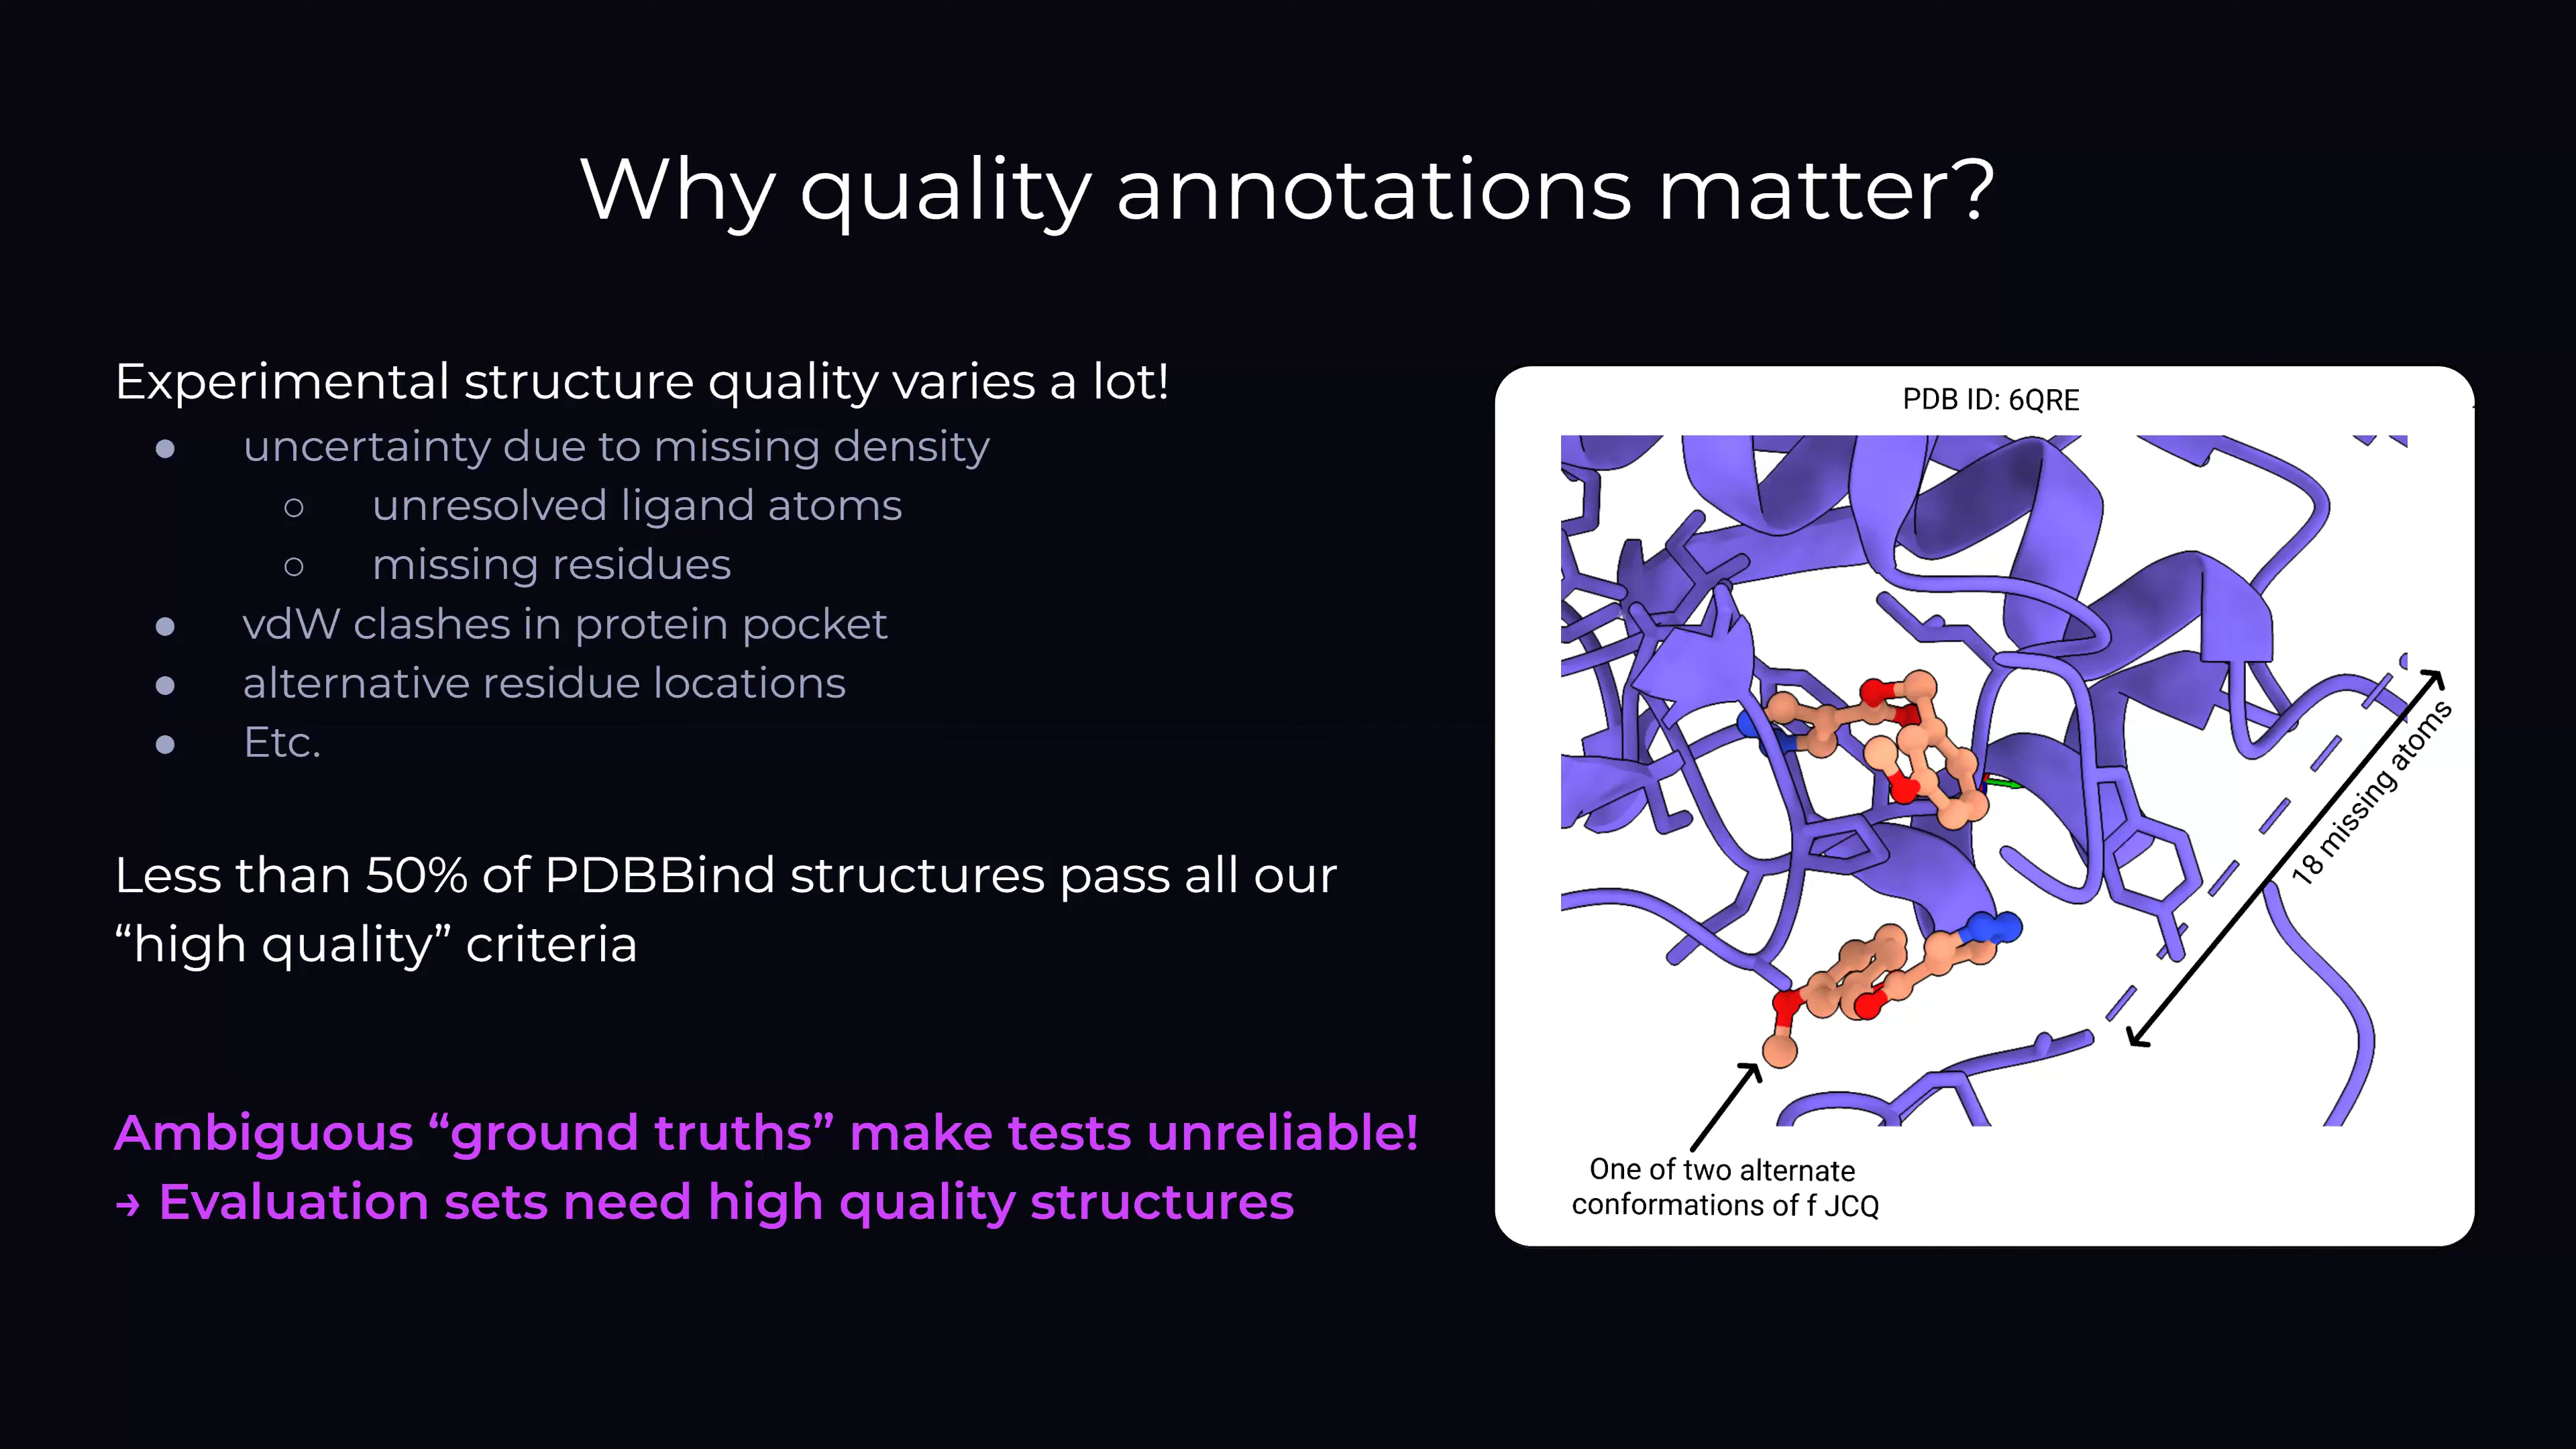 Why quality annotations matter?
Experimental structure quality varies a lot!
● uncertainty due to missing density
○ unresolved ligand atoms
○ missing residues
● vdW clashes in protein pocket
● alternative residue locations
● Etc.
Less than 50% of PDBBind structures pass all our
“high quality” criteria
Ambiguous “ground truths” make tests unreliable!
→ Evaluation sets need high quality structures
PDB ID: 6QRE
18 missing atoms
One of two alternate
conformations of f JCQ